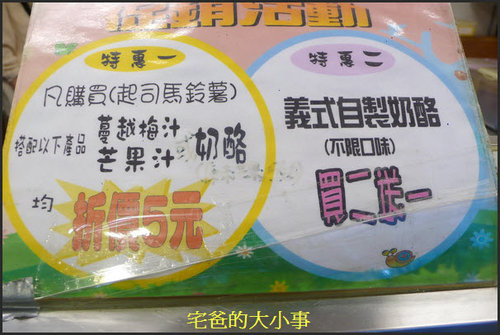 促銷活動
特惠一
凡購買(起司馬鈴薯)
搭配以下產品
蔓越梅汁
芒果汁
奶酪
均
折價5元
特惠二
義式自製奶酪
(不限口味)
買二送一
宅爸的大小事